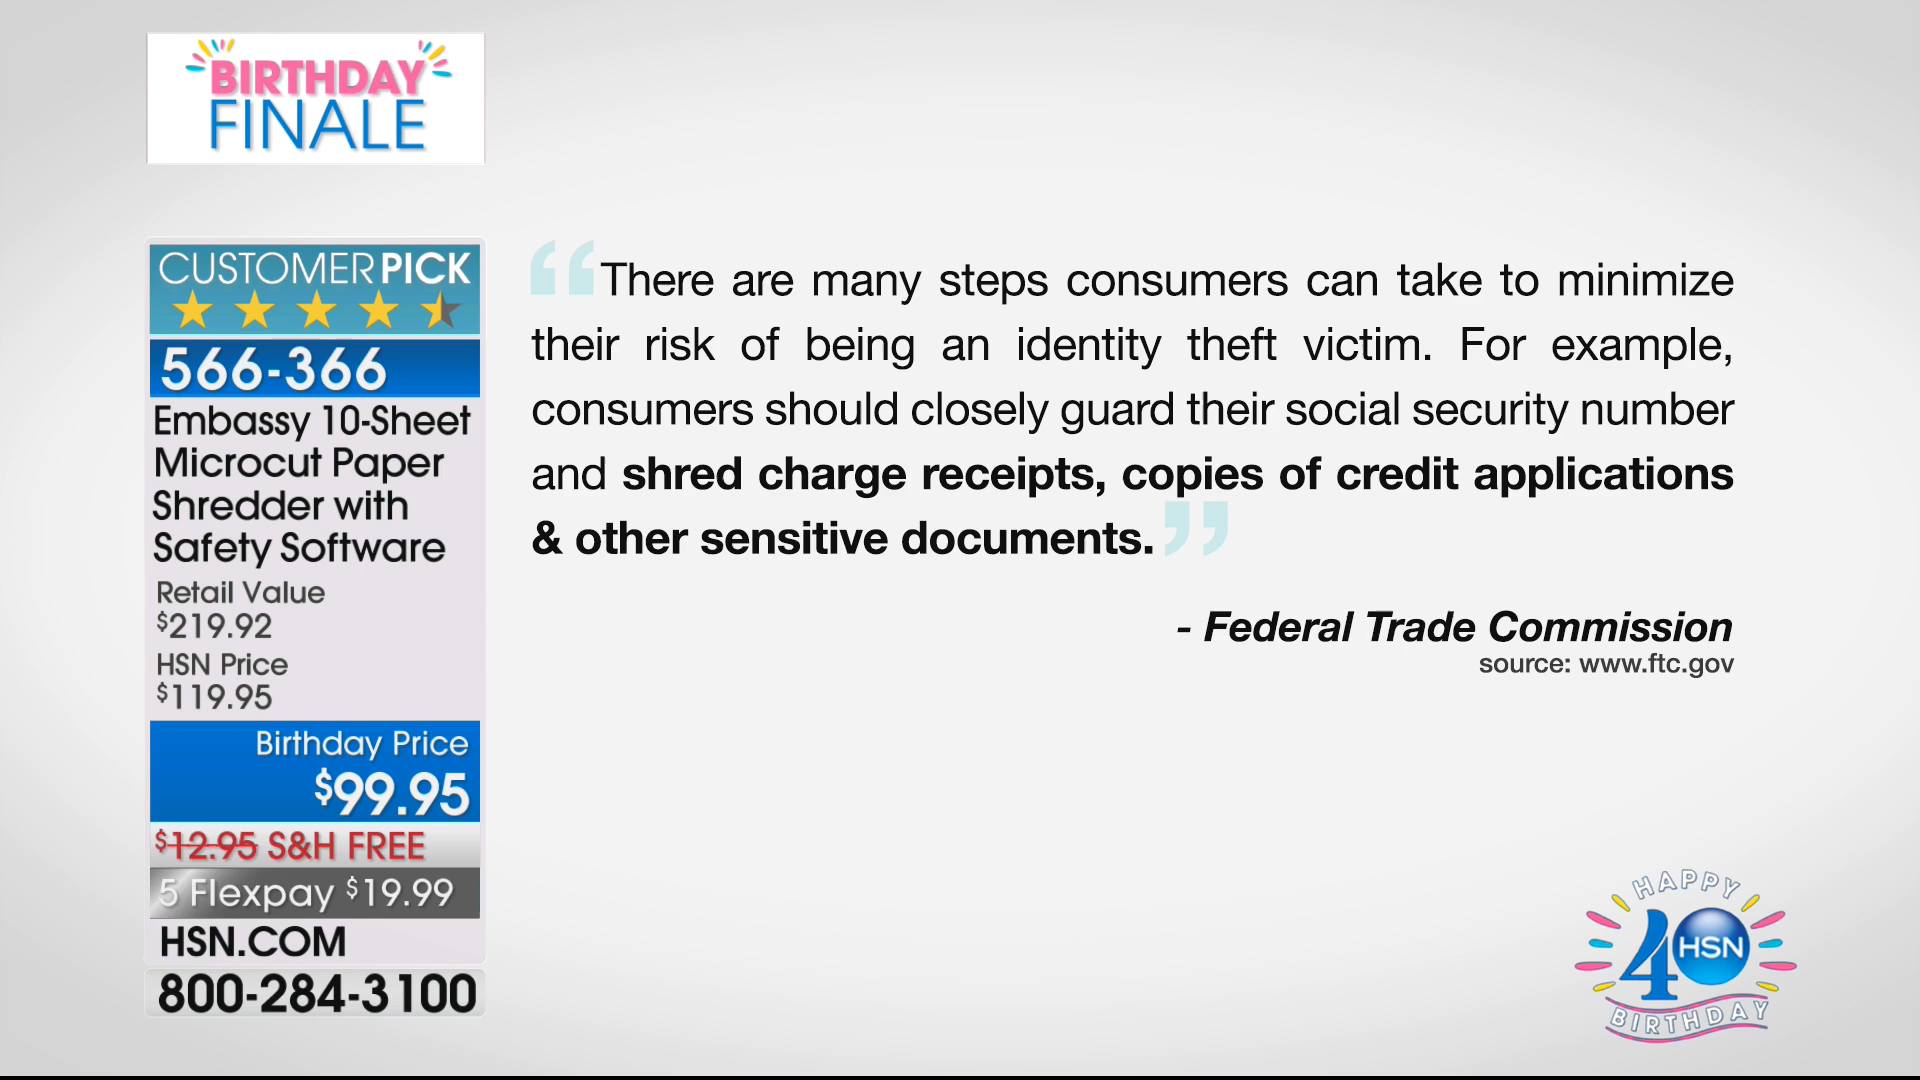 BIRTHDAY
FINALE
CUSTOMER PICK
566-366
Embassy 10-Sheet
Microcut Paper
Shredder with
Safety Software
Retail Value
$219.92
HSN Price
$119.95
Birthday Price
$99.95
$12.95 S&H FREE
5 Flexpay $19.99
HSN.COM
800-284-3100
“There are many steps consumers can take to minimize
their risk of being an identity theft victim. For example,
consumers should closely guard their social security number
and shred charge receipts, copies of credit applications
& other sensitive documents.”
- Federal Trade Commission
source: www.ftc.gov
HAPPY
40 HSN
BIRTHDAY